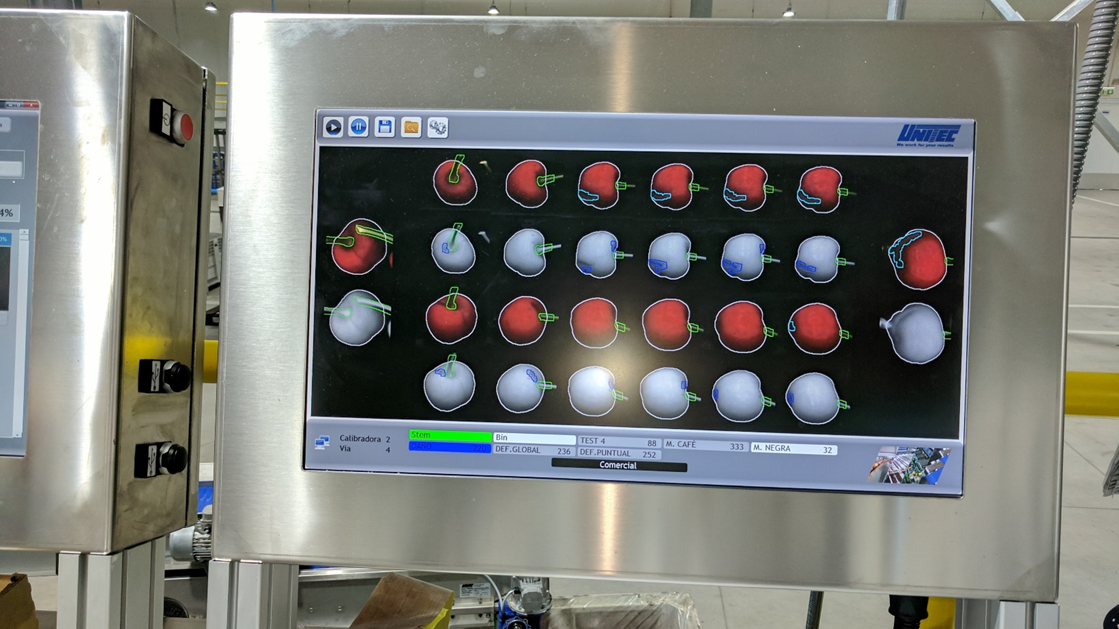 UNITEC
We work for your results
4%
Calibradora 2
Via 4
Stem
Bin
TEST 4 88
M. CAFÉ 333
M. NEGRA 32
DEF.GLOBAL 236
DEF.PUNTUAL 252
Comercial